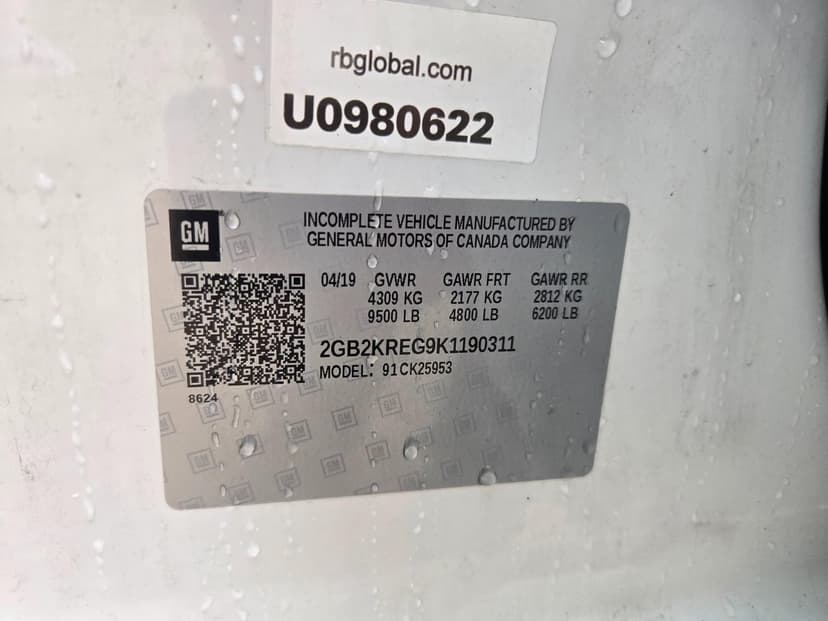 rbglobal.com
U0980622
GM
INCOMPLETE VEHICLE MANUFACTURED BY
GENERAL MOTORS OF CANADA COMPANY
04/19 GVWR GAWR FRT GAWR RR
4309 KG 2177 KG 2812 KG
9500 LB 4800 LB 6200 LB
2GB2KREG9K1190311
MODEL: 91CK25953
8624